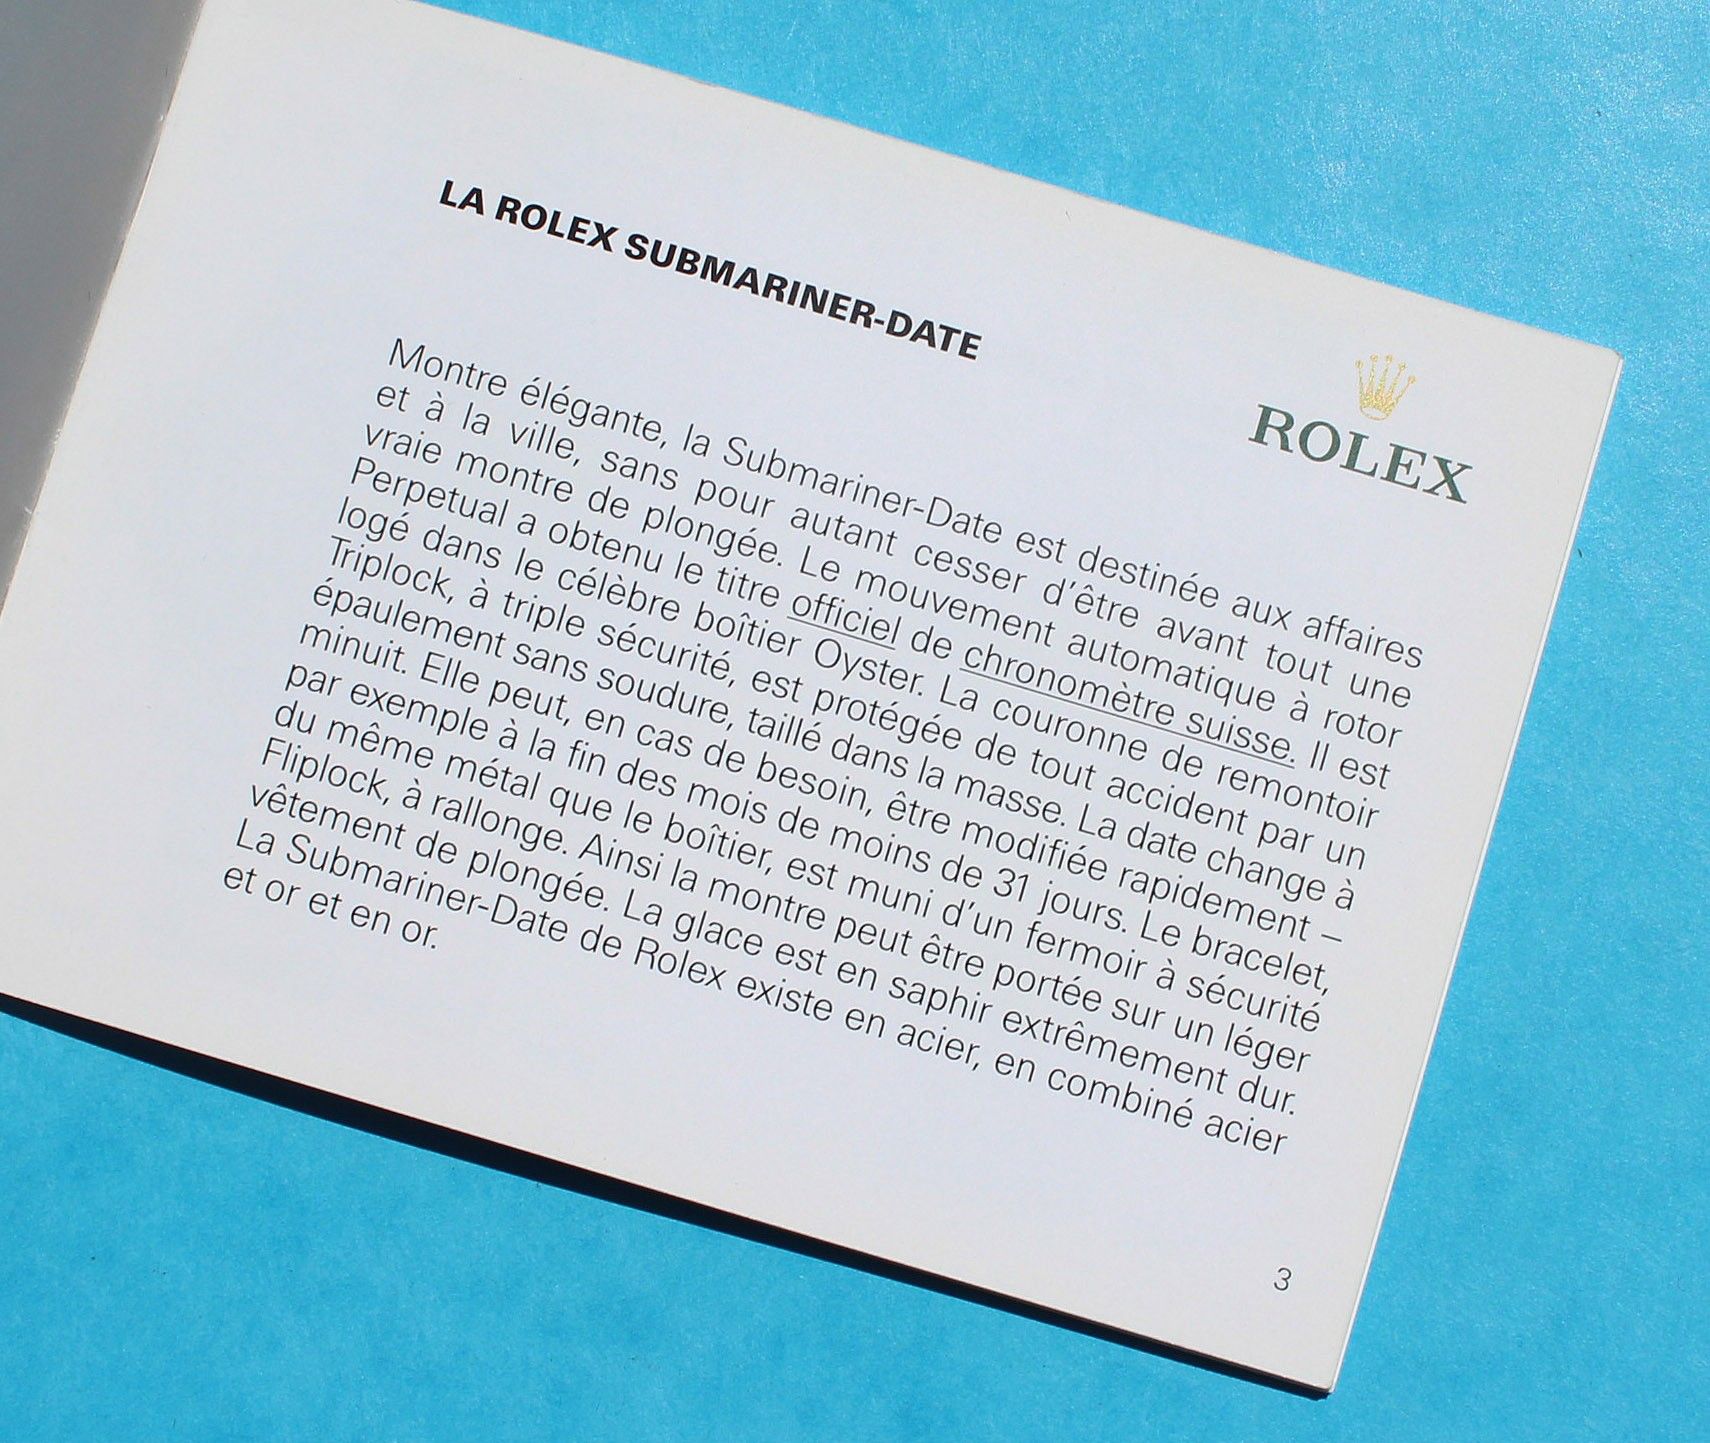 LA ROLEX SUBMARINER-DATE
ROLEX
Montre élégante, la Submariner-Date est destinée aux affaires
et à la ville, sans pour autant cesser d'être avant tout une
vraie montre de plongée. Le mouvement automatique à rotor
Perpetual a obtenu le titre officiel de chronomètre suisse. Il est
logé dans le célèbre boîtier Oyster. La couronne de remontoir
Triplock, à triple sécurité, est protégée de tout accident par un
épaulement sans soudure, taillé dans la masse. La date change à
minuit. Elle peut, en cas de besoin, être modifiée rapidement –
par exemple à la fin des mois de moins de 31 jours. Le bracelet,
du même métal que le boîtier, est muni d'un fermoir à sécurité
Fliplock, à rallonge. Ainsi la montre peut être portée sur un léger
vêtement de plongée. La glace est en saphir extrêmement dur.
La Submariner-Date de Rolex existe en acier, en combiné acier
et or et en or.
3